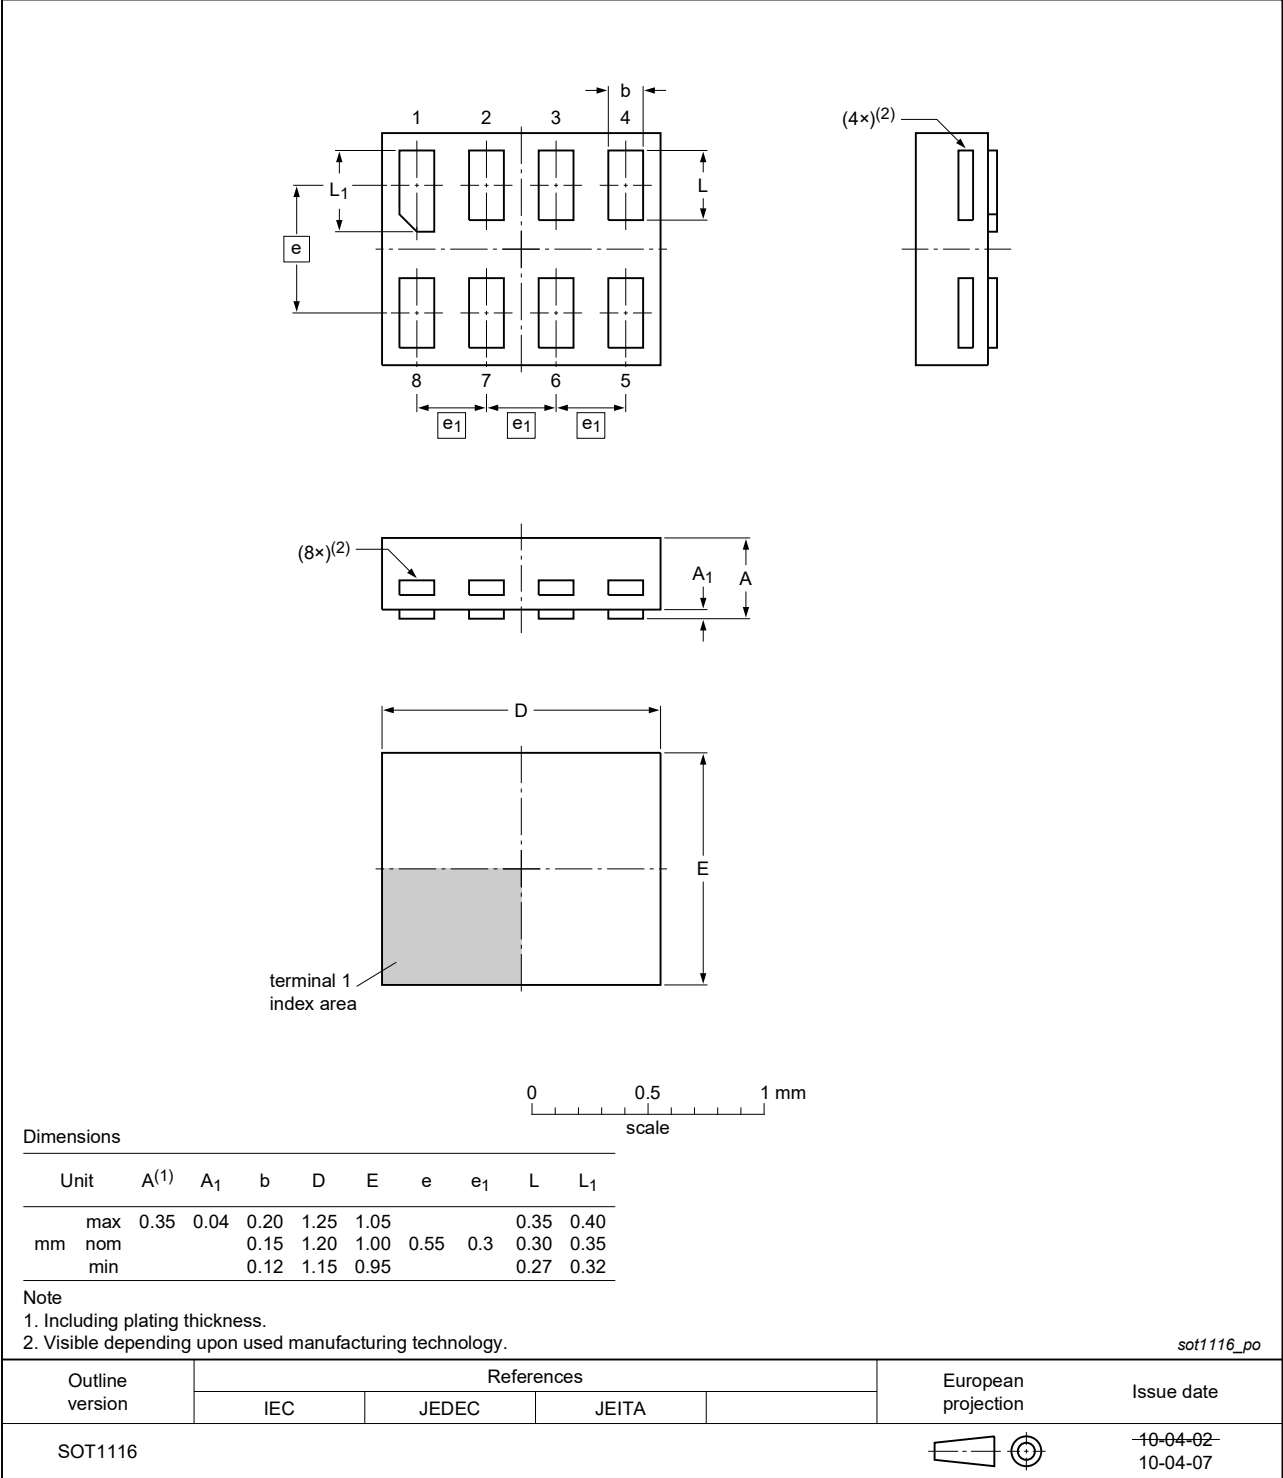 b
1 2 3 4
(4×)(2)
L1
L
e
8 7 6 5
e1 e1 e1
(8×)(2)
A1 A
D
E
terminal 1
index area
0 0.5 1 mm
scale
Dimensions
Unit A(1) A1 b D E e e1 L L1
max 0.35 0.04 0.20 1.25 1.05 0.35 0.40
mm nom 0.15 1.20 1.00 0.55 0.3 0.30 0.35
min 0.12 1.15 0.95 0.27 0.32
Note
1. Including plating thickness.
2. Visible depending upon used manufacturing technology.
sot1116_po
Outline
version
References
IEC JEDEC JEITA
European
projection
Issue date
SOT1116
10-04-02
10-04-07